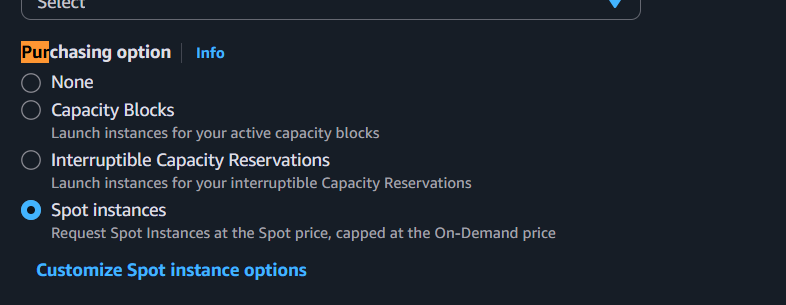 Select
Purchasing option Info
None
Capacity Blocks
Launch instances for your active capacity blocks
Interruptible Capacity Reservations
Launch instances for your interruptible Capacity Reservations
Spot instances
Request Spot Instances at the Spot price, capped at the On-Demand price
Customize Spot instance options